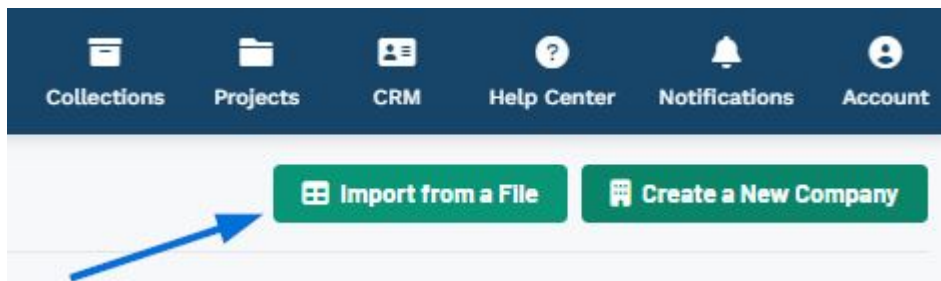 Collections Projects CRM Help Center Notifications Account
Import from a File Create a New Company